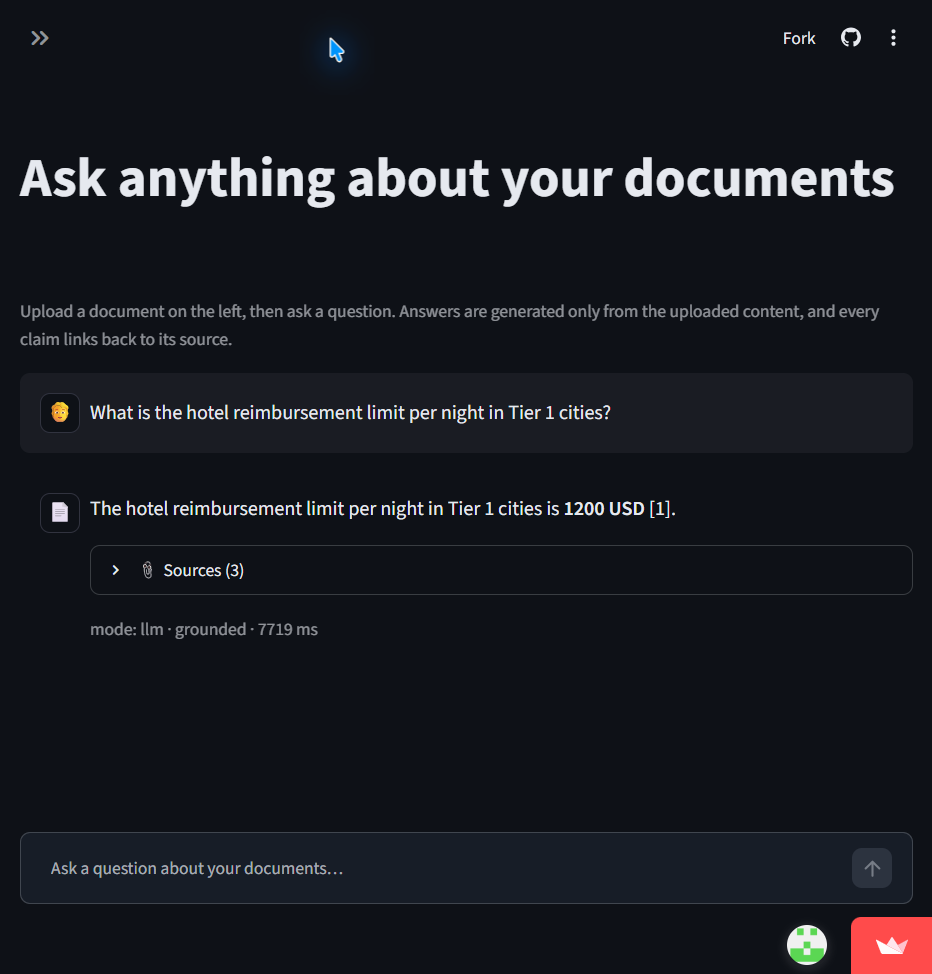 Fork
Ask anything about your documents
Upload a document on the left, then ask a question. Answers are generated only from the uploaded content, and every
claim links back to its source.
What is the hotel reimbursement limit per night in Tier 1 cities?
The hotel reimbursement limit per night in Tier 1 cities is 1200 USD [1].
Sources (3)
mode: llm · grounded · 7719 ms
Ask a question about your documents…